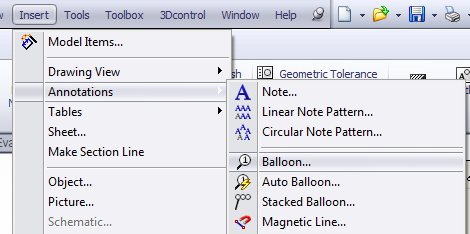 Insert Tools Toolbox 3Dcontrol Window Help
Model Items...
Drawing View
Geometric Tolerance
Annotations
Note...
Tables
Linear Note Pattern...
Sheet...
Circular Note Pattern...
Make Section Line
Balloon...
Object...
Auto Balloon...
Picture...
Stacked Balloon...
Schematic...
Magnetic Line...